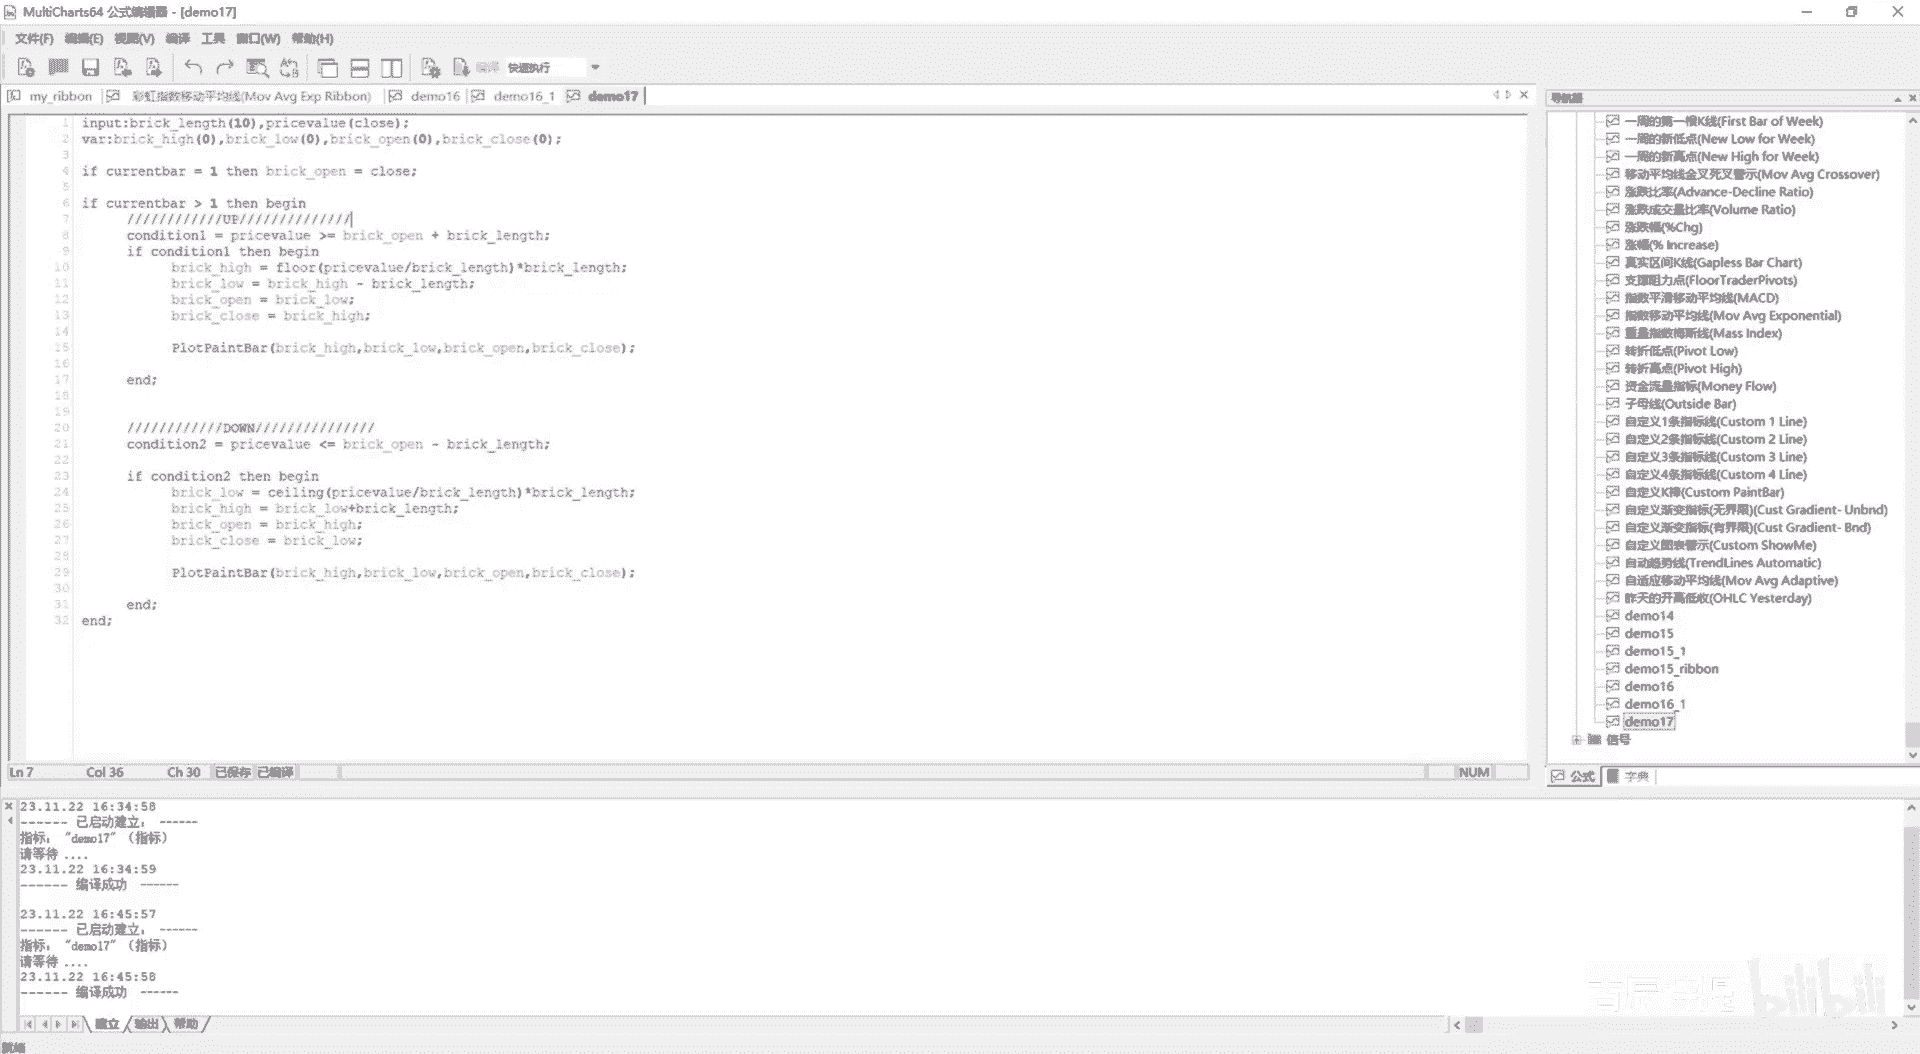 MultiCharts64 公式编辑器 - [demo17]
文件(F) 编辑(E) 视图(V) 编译 工具 窗口(W) 帮助(H)
编译 快速执行
my_ribbon 彩虹指数移动平均线(Mov Avg Exp Ribbon) demo16 demo16_1 demo17
1 input:brick_length(10),pricevalue(close);
2 var:brick_high(0),brick_low(0),brick_open(0),brick_close(0);
3
4 if currentbar = 1 then brick_open = close;
5
6 if currentbar > 1 then begin
7 ////////////UP//////////////
8 condition1 = pricevalue >= brick_open + brick_length;
9 if condition1 then begin
10 brick_high = floor(pricevalue/brick_length)*brick_length;
11 brick_low = brick_high - brick_length;
12 brick_open = brick_low;
13 brick_close = brick_high;
14
15 PlotPaintBar(brick_high,brick_low,brick_open,brick_close);
16
17 end;
18
19
20 ////////////DOWN///////////////
21 condition2 = pricevalue <= brick_open - brick_length;
22
23 if condition2 then begin
24 brick_low = ceiling(pricevalue/brick_length)*brick_length;
25 brick_high = brick_low+brick_length;
26 brick_open = brick_high;
27 brick_close = brick_low;
28
29 PlotPaintBar(brick_high,brick_low,brick_open,brick_close);
30
31 end;
32 end;
Ln 7 Col 36 Ch 30 已保存 已编译 NUM
导航器
一周的第一根K线(First Bar of Week)
一周的新低点(New Low for Week)
一周的新高点(New High for Week)
移动平均线金叉死叉警示(Mov Avg Crossover)
涨跌比率(Advance-Decline Ratio)
涨跌成交量比率(Volume Ratio)
涨跌幅(%Chg)
涨幅(% Increase)
真实区间K线(Gapless Bar Chart)
支撑阻力点(FloorTraderPivots)
指数平滑移动平均线(MACD)
指数移动平均线(Mov Avg Exponential)
重量指数梅斯线(Mass Index)
转折低点(Pivot Low)
转折高点(Pivot High)
资金流量指标(Money Flow)
子母线(Outside Bar)
自定义1条指标线(Custom 1 Line)
自定义2条指标线(Custom 2 Line)
自定义3条指标线(Custom 3 Line)
自定义4条指标线(Custom 4 Line)
自定义K棒(Custom PaintBar)
自定义渐变指标(无界限)(Cust Gradient- Unbnd)
自定义渐变指标(有界限)(Cust Gradient- Bnd)
自定义图表警示(Custom ShowMe)
自动趋势线(TrendLines Automatic)
自适应移动平均线(Mov Avg Adaptive)
昨天的开高低收(OHLC Yesterday)
demo14
demo15
demo15_1
demo15_ribbon
demo16
demo16_1
demo17
信号
公式 字典
23.11.22 16:34:58
------ 已启动建立： ------
指标： "demo17" （指标）
请等待 ....
23.11.22 16:34:59
------ 编译成功 ------
23.11.22 16:45:57
------ 已启动建立： ------
指标： "demo17" （指标）
请等待 ....
23.11.22 16:45:58
------ 编译成功 ------
建立 输出 帮助
就绪
bilibili